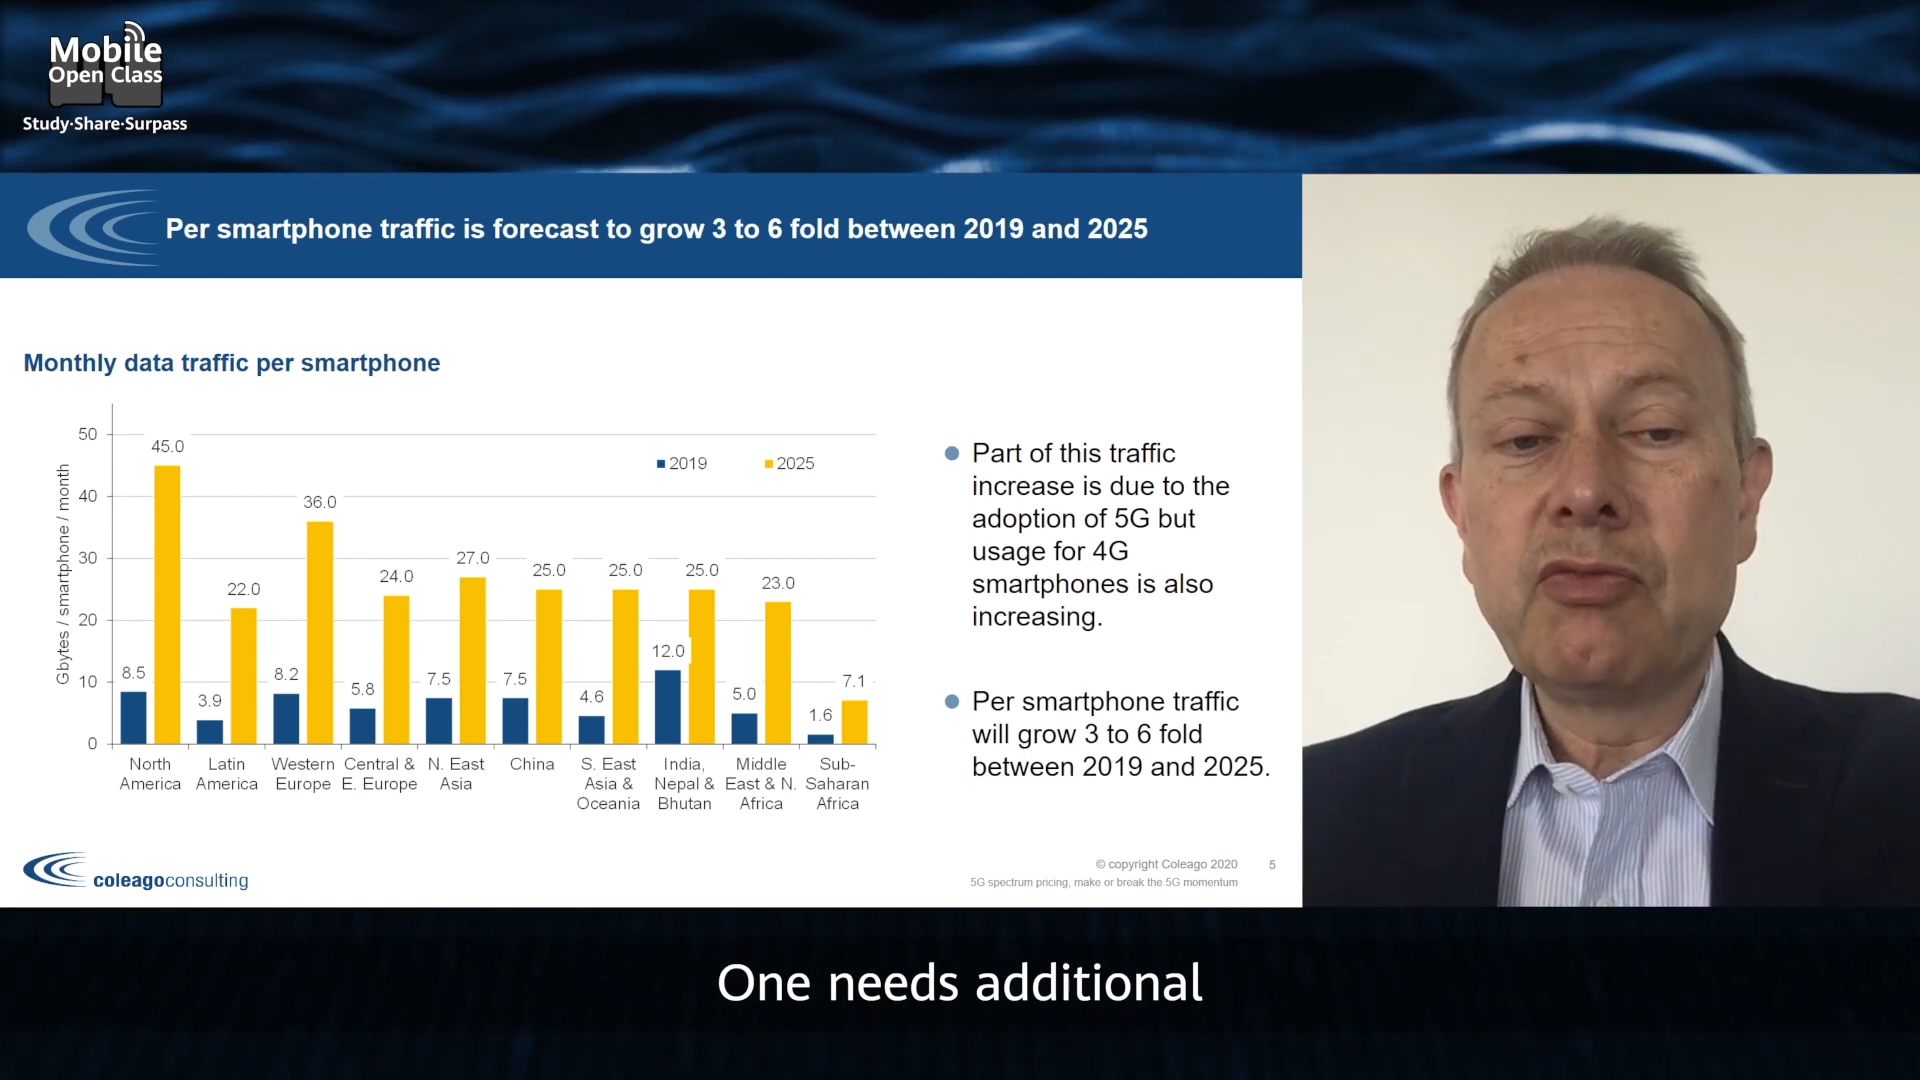 Mobile
Open Class
Study·Share·Surpass
Per smartphone traffic is forecast to grow 3 to 6 fold between 2019 and 2025
Monthly data traffic per smartphone
Gbytes / smartphone / month
50
40
30
20
10
0
2019
2025
45.0
8.5
22.0
3.9
36.0
8.2
24.0
5.8
27.0
7.5
25.0
7.5
25.0
4.6
25.0
12.0
23.0
5.0
7.1
1.6
North
America
Latin
America
Western
Europe
Central &
E. Europe
N. East
Asia
China
S. East
Asia &
Oceania
India,
Nepal &
Bhutan
Middle
East & N.
Africa
Sub-
Saharan
Africa
Part of this traffic
increase is due to the
adoption of 5G but
usage for 4G
smartphones is also
increasing.
Per smartphone traffic
will grow 3 to 6 fold
between 2019 and 2025.
coleagoconsulting
© copyright Coleago 2020
5
5G spectrum pricing, make or break the 5G momentum
One needs additional